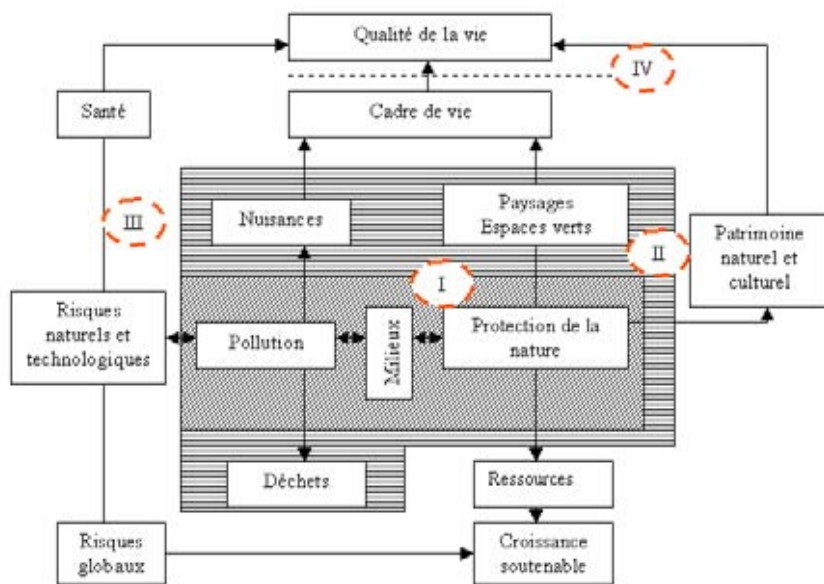 Qualité de la vie
IV
Santé
Cadre de vie
III
Nuisances
Paysages
Espaces verts
II
Patrimoine
naturel et
culturel
I
Risques
naturels et
technologiques
Pollution
Milieux
Protection de la
nature
Déchets
Ressources
Risques
globaux
Croissance
soutenable